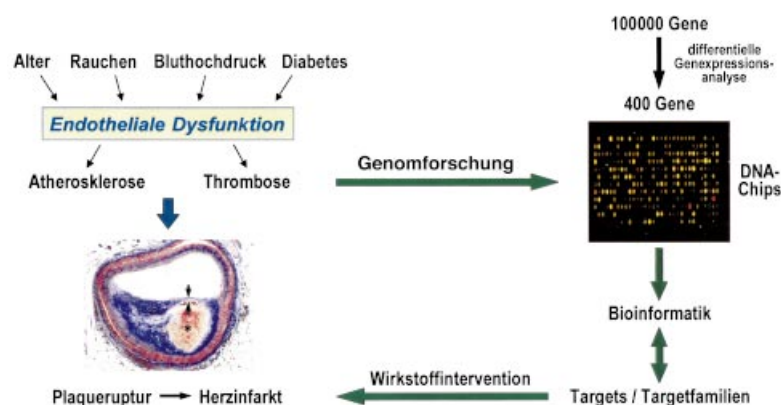 Alter Rauchen Bluthochdruck Diabetes
Endotheliale Dysfunktion
Atherosklerose Thrombose
Plaqueruptur Herzinfarkt
Genomforschung
100000 Gene
differentielle
Genexpressions-
analyse
400 Gene
DNA-
Chips
Bioinformatik
Targets / Targetfamilien
Wirkstoffintervention